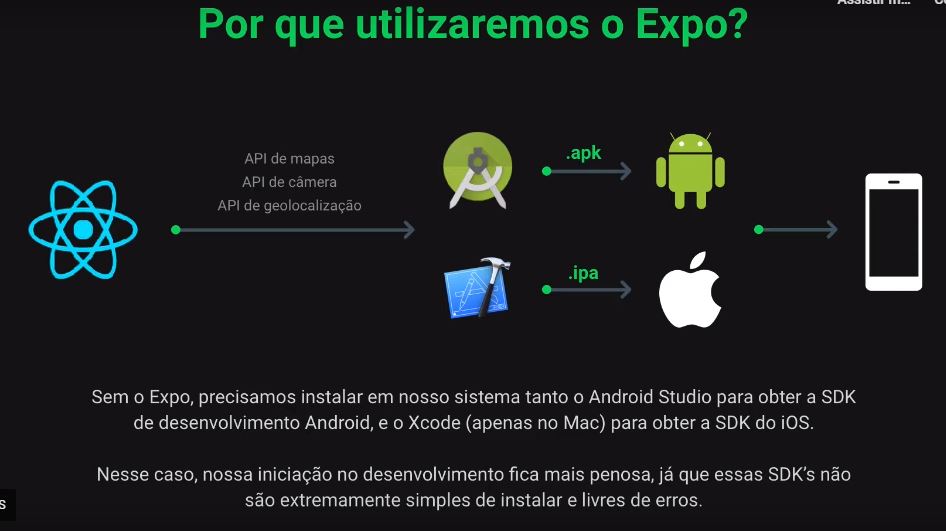 Assistir m...
Por que utilizaremos o Expo?
API de mapas
API de câmera
API de geolocalização
.apk
.ipa
Sem o Expo, precisamos instalar em nosso sistema tanto o Android Studio para obter a SDK
de desenvolvimento Android, e o Xcode (apenas no Mac) para obter a SDK do iOS.
Nesse caso, nossa iniciação no desenvolvimento fica mais penosa, já que essas SDK's não
são extremamente simples de instalar e livres de erros.